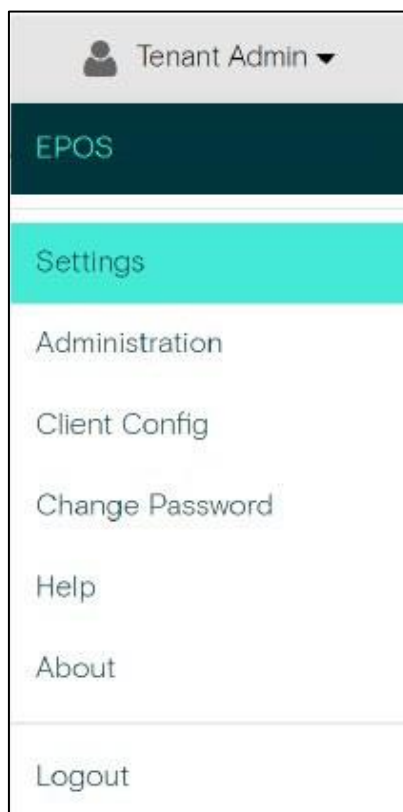 Tenant Admin
EPOS
Settings
Administration
Client Config
Change Password
Help
About
Logout